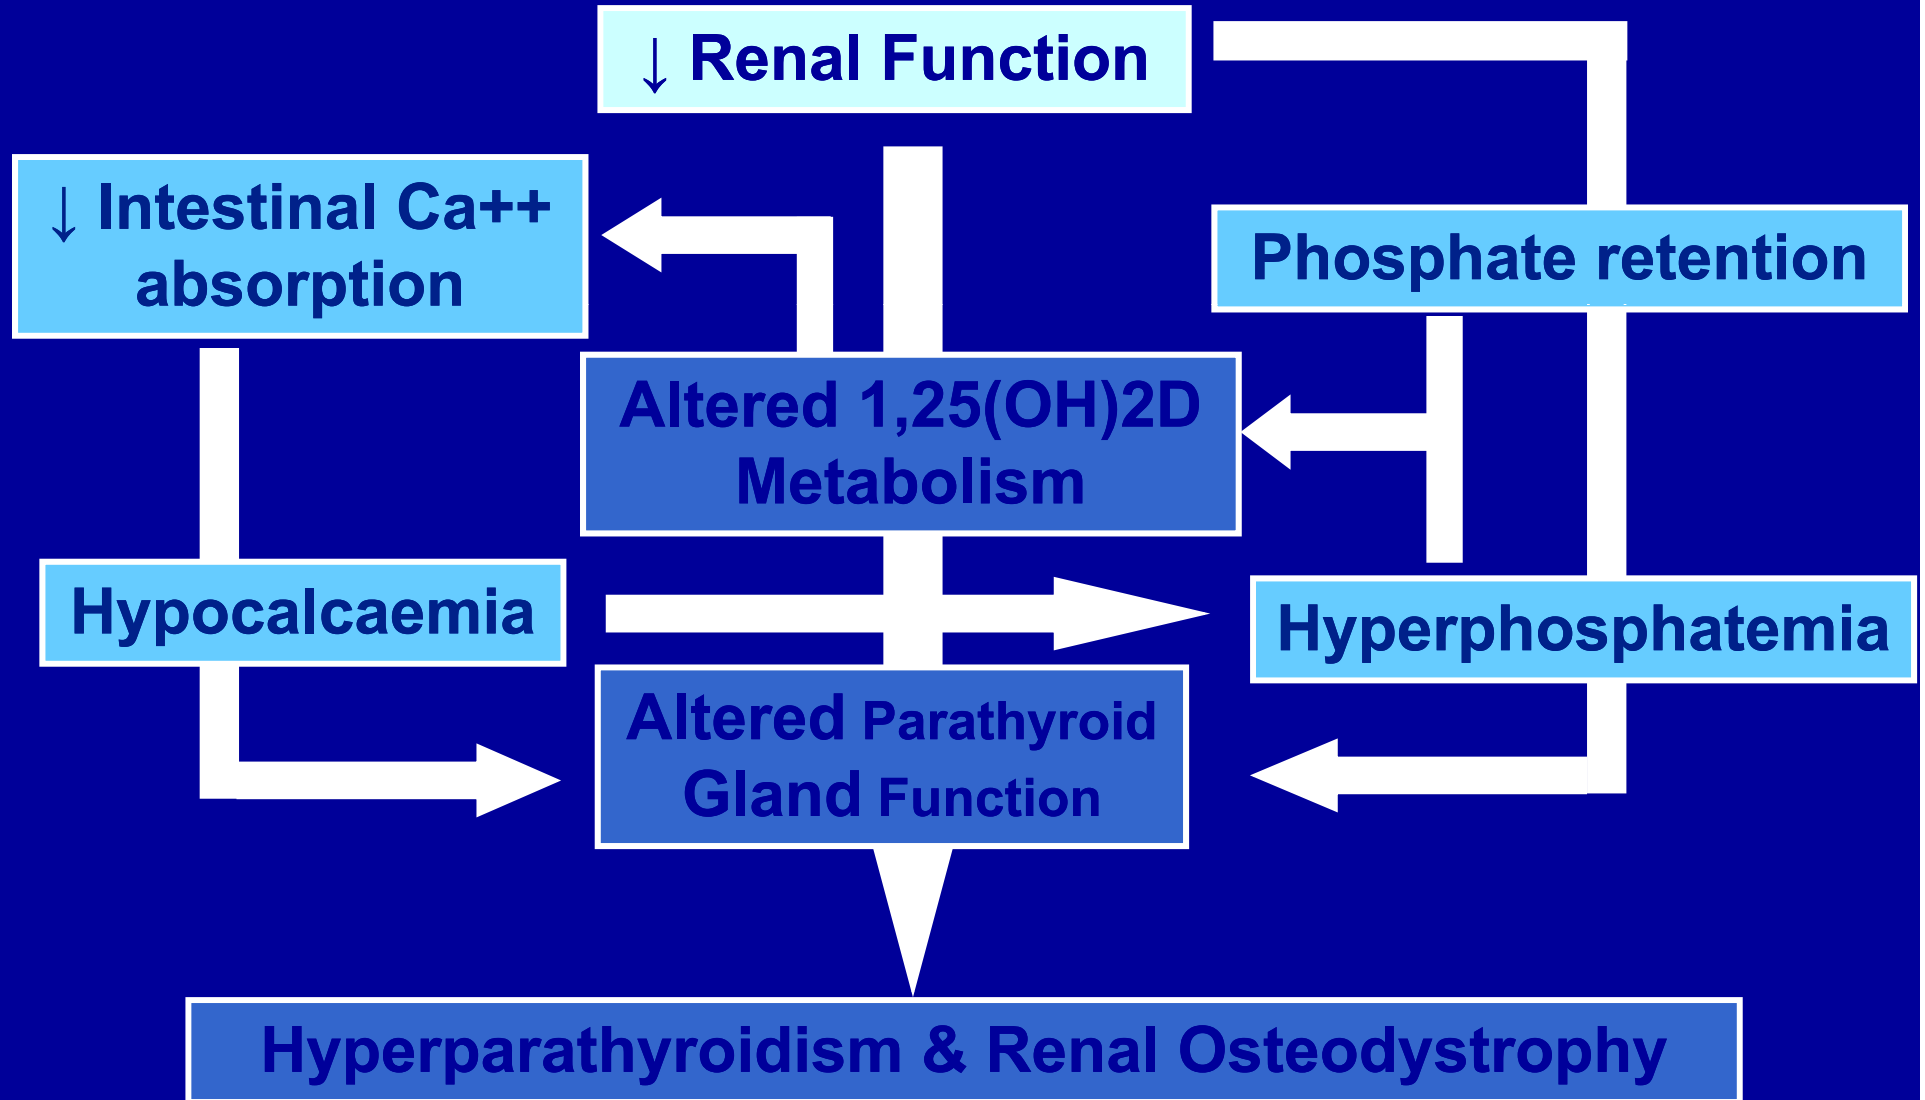 ↓ Renal Function
↓ Intestinal Ca++
absorption
Phosphate retention
Altered 1,25(OH)2D
Metabolism
Hypocalcaemia
Hyperphosphatemia
Altered Parathyroid
Gland Function
Hyperparathyroidism & Renal Osteodystrophy